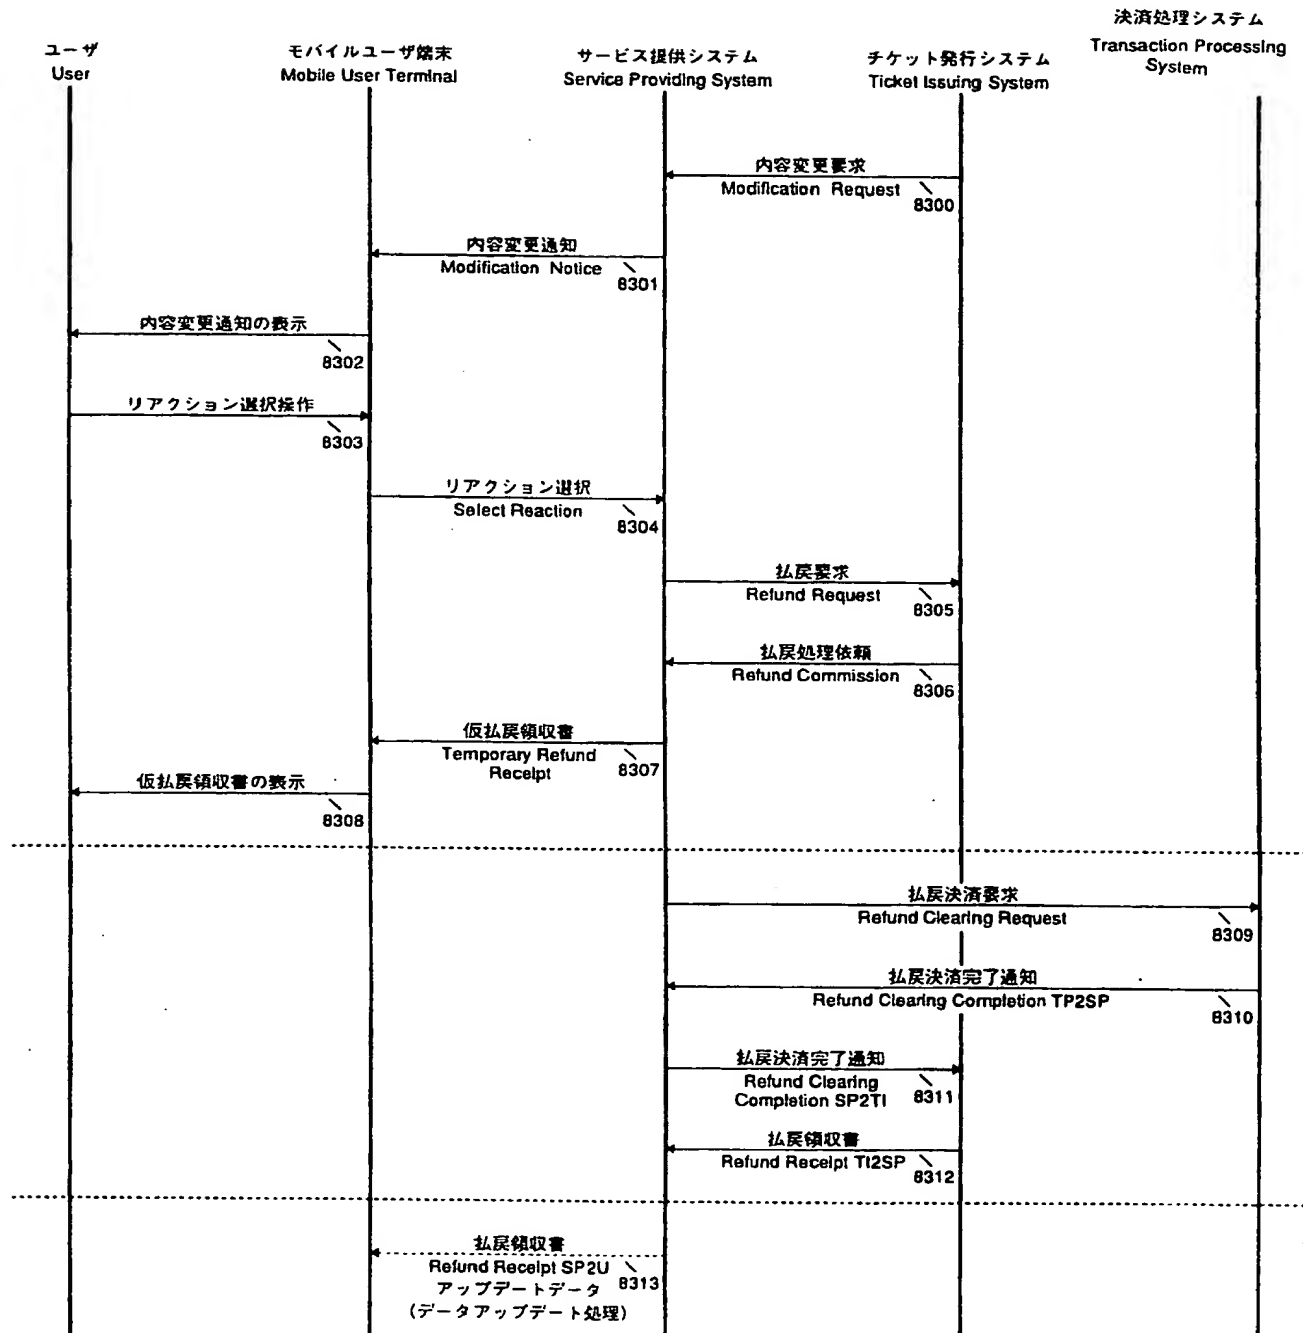 決済処理システム
Transaction Processing
System
ユーザ
User
モバイルユーザ端末
Mobile User Terminal
サービス提供システム
Service Providing System
チケット発行システム
Ticket Issuing System
内容変更要求
Modification Request
8300
内容変更通知
Modification Notice
8301
内容変更通知の表示
8302
リアクション選択操作
8303
リアクション選択
Select Reaction
8304
払戻要求
Refund Request
8305
払戻処理依頼
Refund Commission
8306
仮払戻領収書
Temporary Refund
Receipt
8307
仮払戻領収書の表示
8308
払戻決済要求
Refund Clearing Request
8309
払戻決済完了通知
Refund Clearing Completion TP2SP
8310
払戻決済完了通知
Refund Clearing
Completion SP2TI
8311
払戻領収書
Refund Receipt TI2SP
8312
払戻領収書
Refund Receipt SP2U
8313
アップデートデータ
(データアップデート処理)